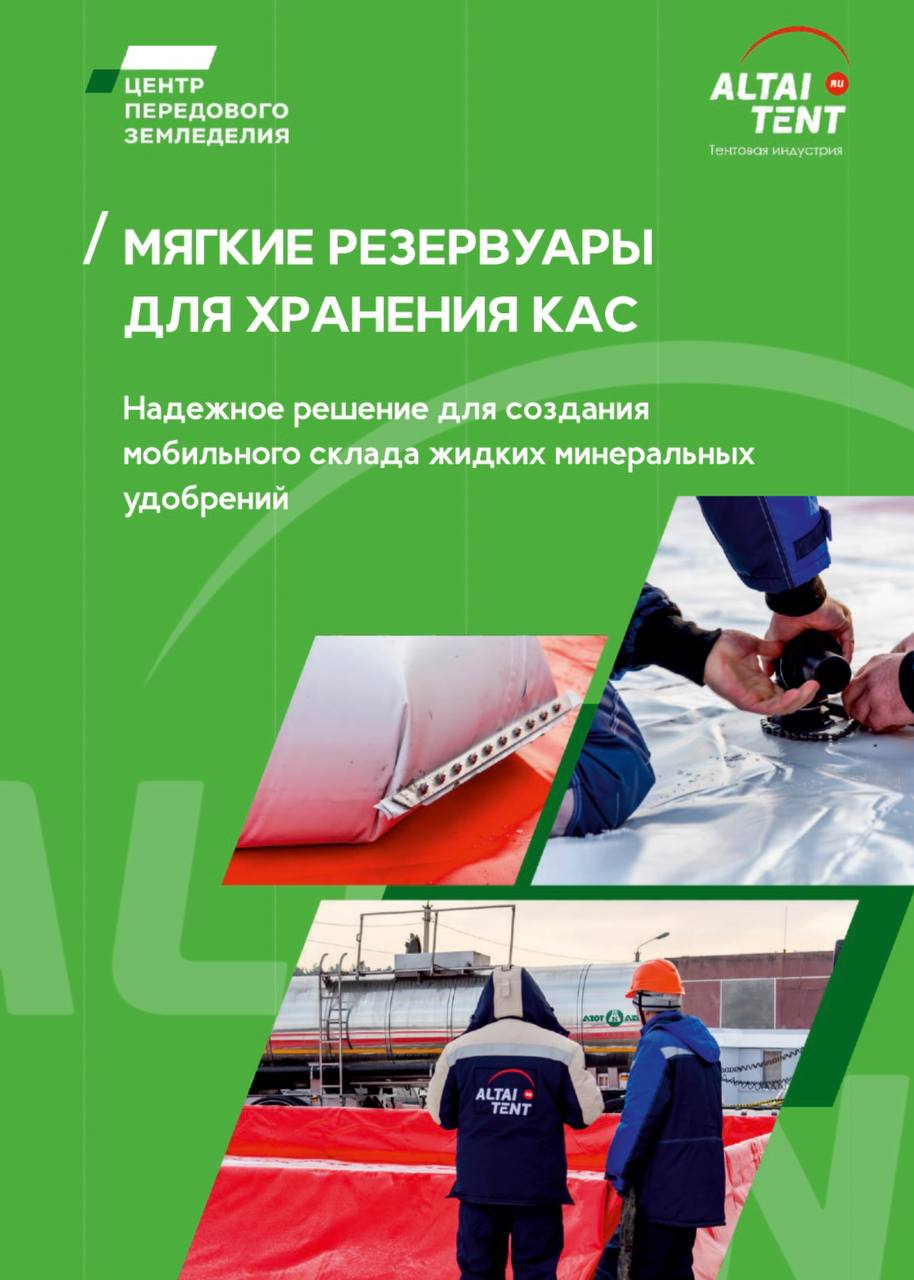 ЦЕНТР
ПЕРЕДОВОГО
ЗЕМЛЕДЕЛИЯ
ALTAI RU
TENT
Тентовая индустрия
/ МЯГКИЕ РЕЗЕРВУАРЫ
ДЛЯ ХРАНЕНИЯ КАС
Надежное решение для создания
мобильного склада жидких минеральных
удобрений
ALTAI
TENT